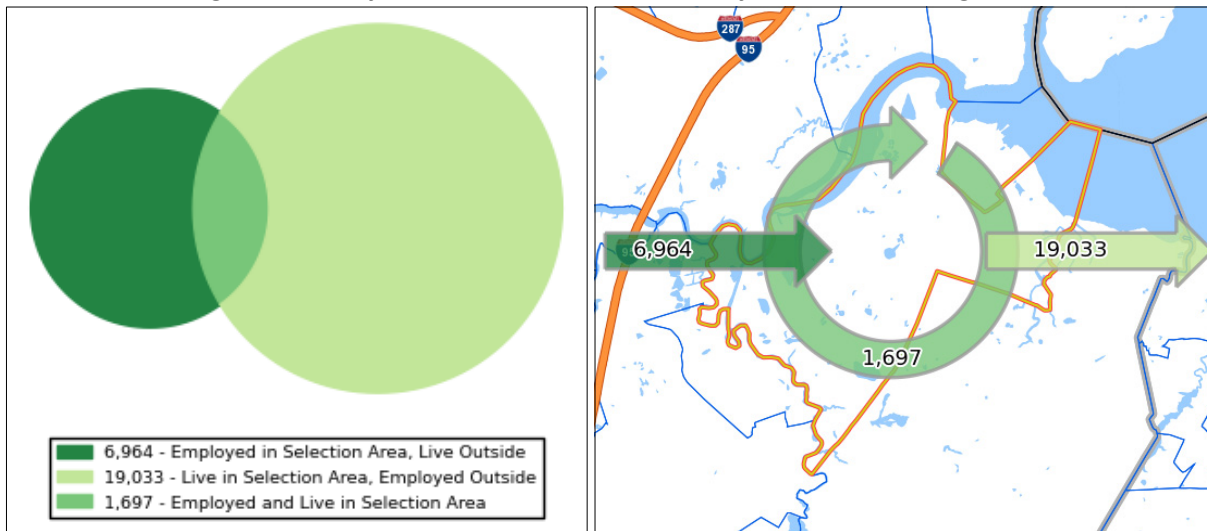 6,964 - Employed in Selection Area, Live Outside
19,033 - Live in Selection Area, Employed Outside
1,697 - Employed and Live in Selection Area
287
95
6,964
19,033
1,697